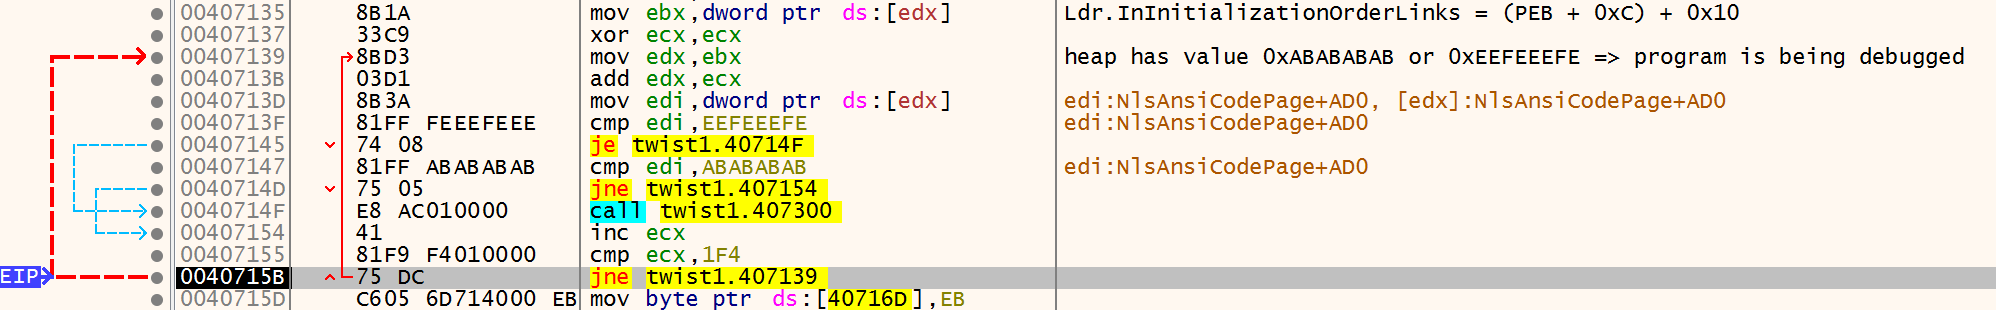 00407135 8B1A mov ebx,dword ptr ds:[edx] Ldr.InInitializationOrderLinks = (PEB + 0xC) + 0x10
00407137 33C9 xor ecx,ecx
00407139 8BD3 mov edx,ebx heap has value 0xABABABAB or 0xEEFEEEFE => program is being debugged
0040713B 03D1 add edx,ecx
0040713D 8B3A mov edi,dword ptr ds:[edx] edi:NlsAnsiCodePage+AD0, [edx]:NlsAnsiCodePage+AD0
0040713F 81FF FEEEFEEE cmp edi,EEFEEEFE edi:NlsAnsiCodePage+AD0
00407145 74 08 je twist1.40714F
00407147 81FF ABABABAB cmp edi,ABABABAB edi:NlsAnsiCodePage+AD0
0040714D 75 05 jne twist1.407154
0040714F E8 AC010000 call twist1.407300
00407154 41 inc ecx
00407155 81F9 F4010000 cmp ecx,1F4
EIP 0040715B 75 DC jne twist1.407139
0040715D C605 6D714000 EB mov byte ptr ds:[40716D],EB